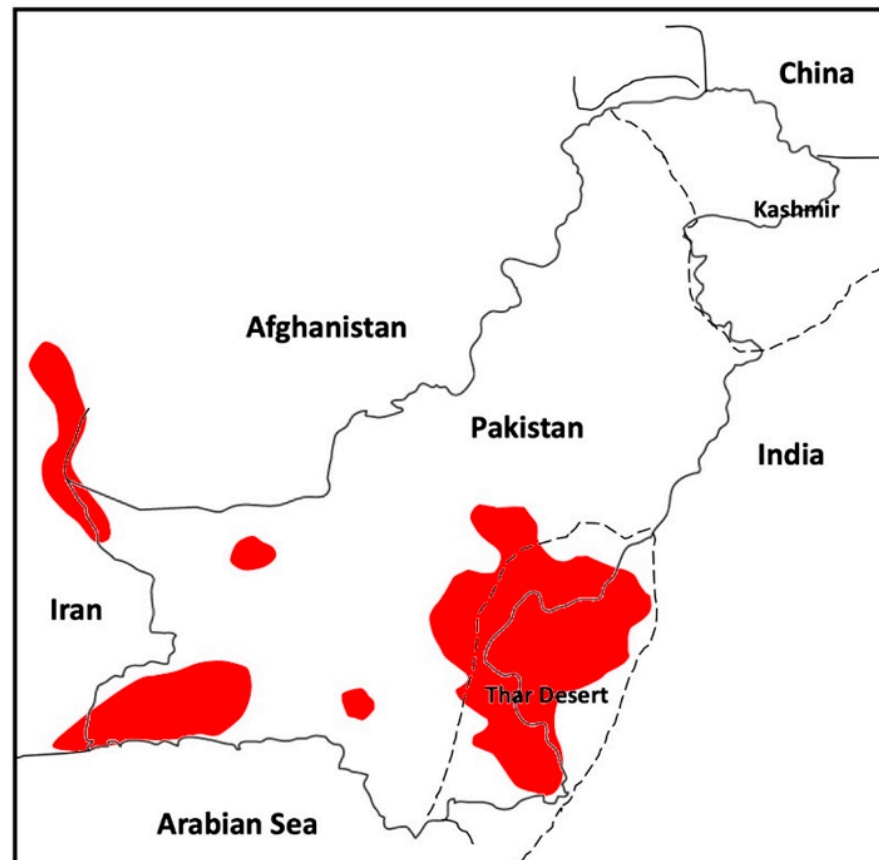 China
Kashmir
Afghanistan
Pakistan
India
Iran
Thar Desert
Arabian Sea